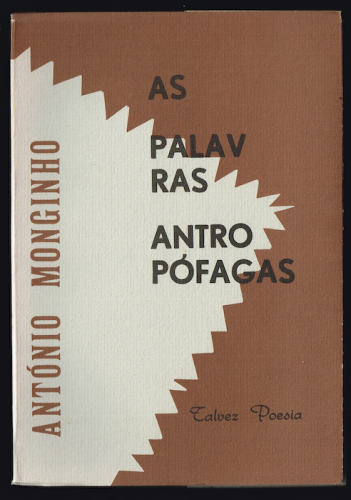 AS
PALAV
RAS
ANTRO
PÓFAGAS
ANTÓNIO MONGINHO
Talvez Poesia